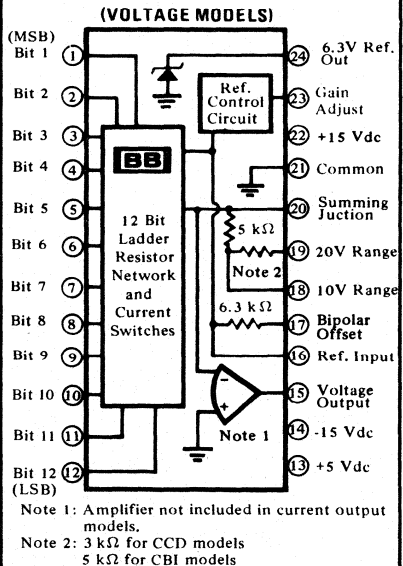 (VOLTAGE MODELS)
(MSB)
Bit 1 1
Bit 2 2
Bit 3 3
Bit 4 4
Bit 5 5
Bit 6 6
Bit 7 7
Bit 8 8
Bit 9 9
Bit 10 10
Bit 11 11
Bit 12 12
(LSB)
BB
12 Bit
Ladder
Resistor
Network
and
Current
Switches
Ref.
Control
Circuit
5 kΩ
Note 2
6.3 kΩ
Note 1
24 6.3V Ref.
Out
23 Gain
Adjust
22 +15 Vdc
21 Common
20 Summing
Juction
19 20V Range
18 10V Range
17 Bipolar
Offset
16 Ref. Input
15 Voltage
Output
14 -15 Vdc
13 +5 Vdc
Note 1: Amplifier not included in current output
models.
Note 2: 3 kΩ for CCD models
5 kΩ for CBI models